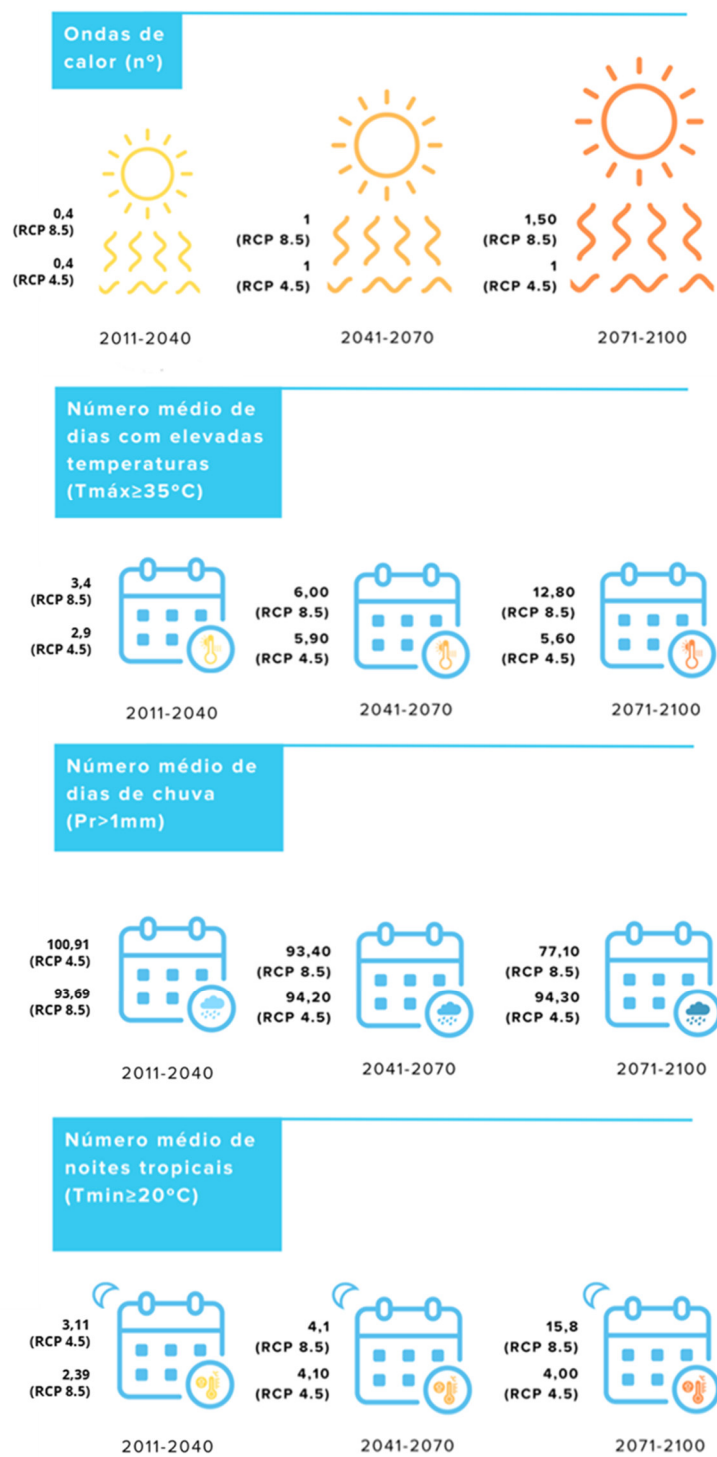 Ondas de
calor (nº)
0,4
(RCP 8.5)
0,4
(RCP 4.5)
2011-2040
1
(RCP 8.5)
1
(RCP 4.5)
2041-2070
1,50
(RCP 8.5)
1
(RCP 4.5)
2071-2100
Número médio de
dias com elevadas
temperaturas
(Tmáx≥35ºC)
3,4
(RCP 8.5)
2,9
(RCP 4.5)
2011-2040
6,00
(RCP 8.5)
5,90
(RCP 4.5)
2041-2070
12,80
(RCP 8.5)
5,60
(RCP 4.5)
2071-2100
Número médio de
dias de chuva
(Pr>1mm)
100,91
(RCP 4.5)
93,69
(RCP 8.5)
2011-2040
93,40
(RCP 8.5)
94,20
(RCP 4.5)
2041-2070
77,10
(RCP 8.5)
94,30
(RCP 4.5)
2071-2100
Número médio de
noites tropicais
(Tmin≥20ºC)
3,11
(RCP 4.5)
2,39
(RCP 8.5)
2011-2040
4,1
(RCP 8.5)
4,10
(RCP 4.5)
2041-2070
15,8
(RCP 8.5)
4,00
(RCP 4.5)
2071-2100